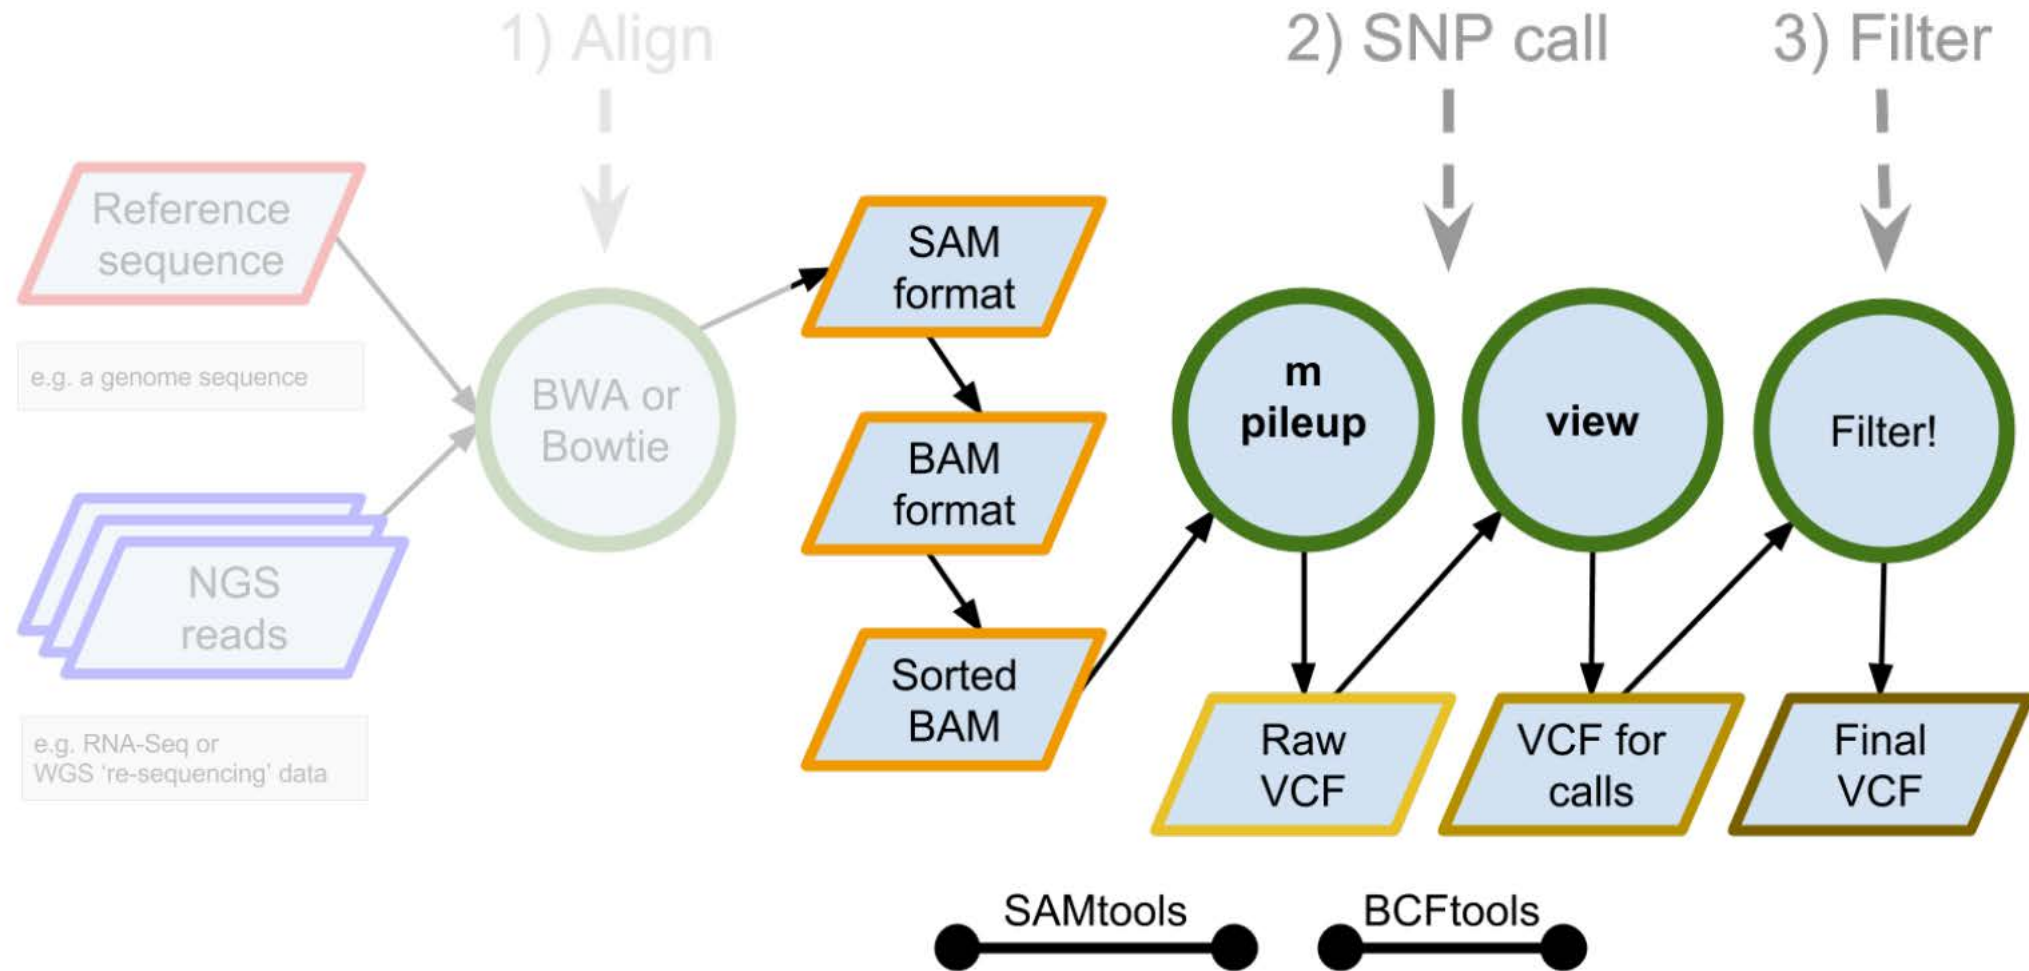 1) Align
2) SNP call
3) Filter
Reference
sequence
e.g. a genome sequence
NGS
reads
e.g. RNA-Seq or
WGS ‘re-sequencing’ data
BWA or
Bowtie
SAM
format
BAM
format
Sorted
BAM
m
pileup
view
Filter!
Raw
VCF
VCF for
calls
Final
VCF
SAMtools
BCFtools